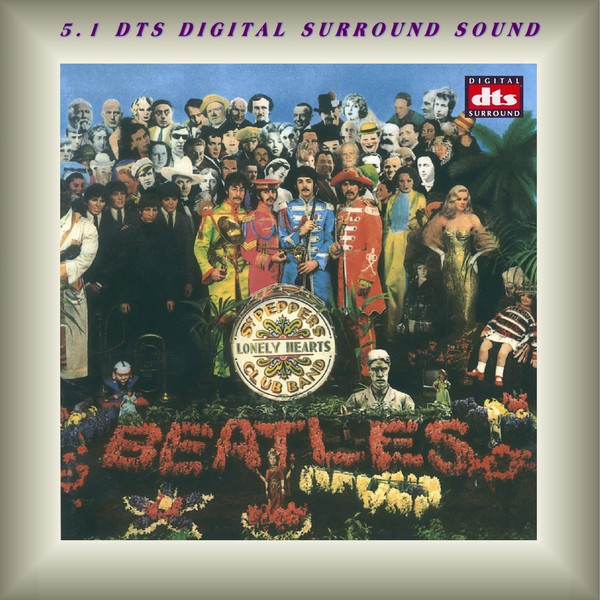 5.1 DTS DIGITAL SURROUND SOUND
DIGITAL
dts
SURROUND
SGT PEPPERS
LONELY HEARTS
CLUB BAND
BEATLES